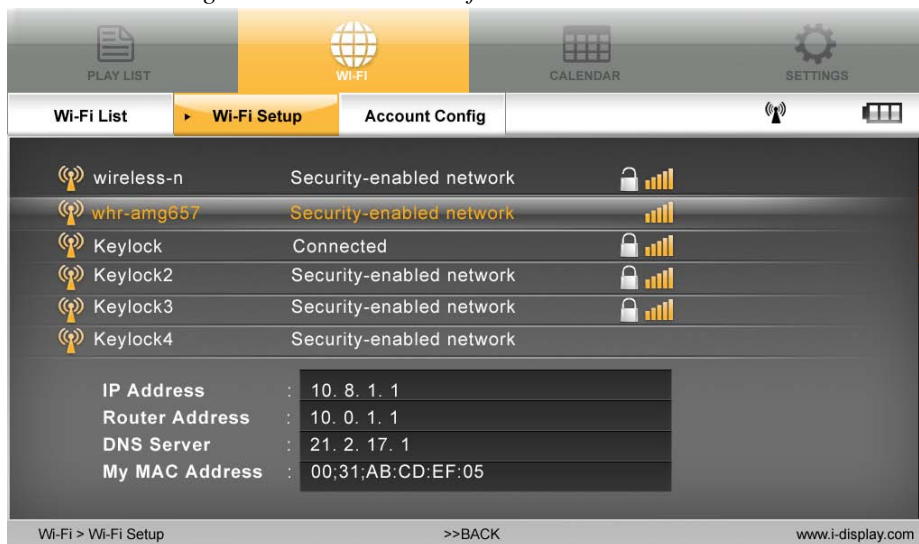 PLAY LIST
WI-FI
CALENDAR
SETTINGS
Wi-Fi List
Wi-Fi Setup
Account Config
wireless-n Security-enabled network
whr-amg657 Security-enabled network
Keylock Connected
Keylock2 Security-enabled network
Keylock3 Security-enabled network
Keylock4 Security-enabled network
IP Address : 10. 8. 1. 1
Router Address : 10. 0. 1. 1
DNS Server : 21. 2. 17. 1
My MAC Address : 00;31;AB:CD:EF:05
Wi-Fi > Wi-Fi Setup >>BACK www.i-display.com